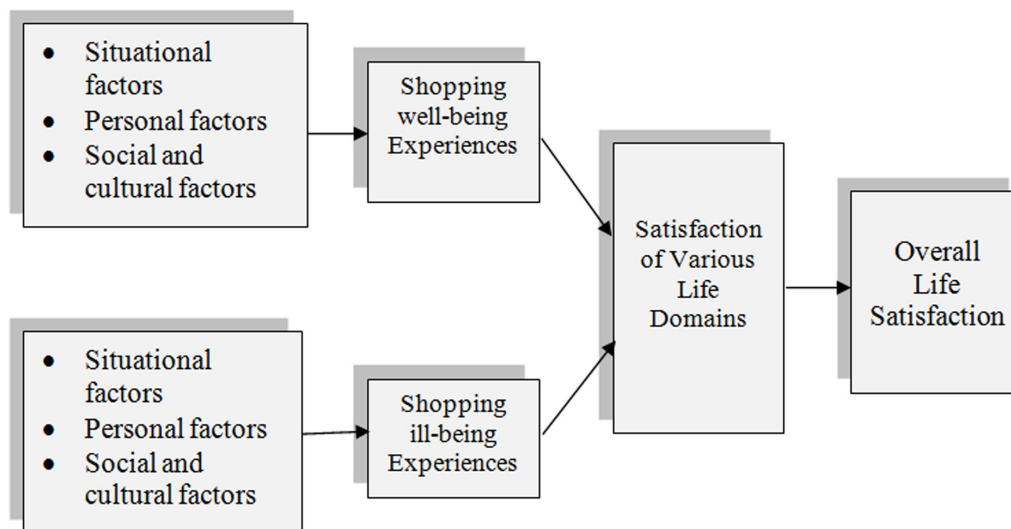 • Situational
factors
• Personal factors
• Social and
cultural factors
Shopping
well-being
Experiences
• Situational
factors
• Personal factors
• Social and
cultural factors
Shopping
ill-being
Experiences
Satisfaction
of Various
Life
Domains
Overall
Life
Satisfaction